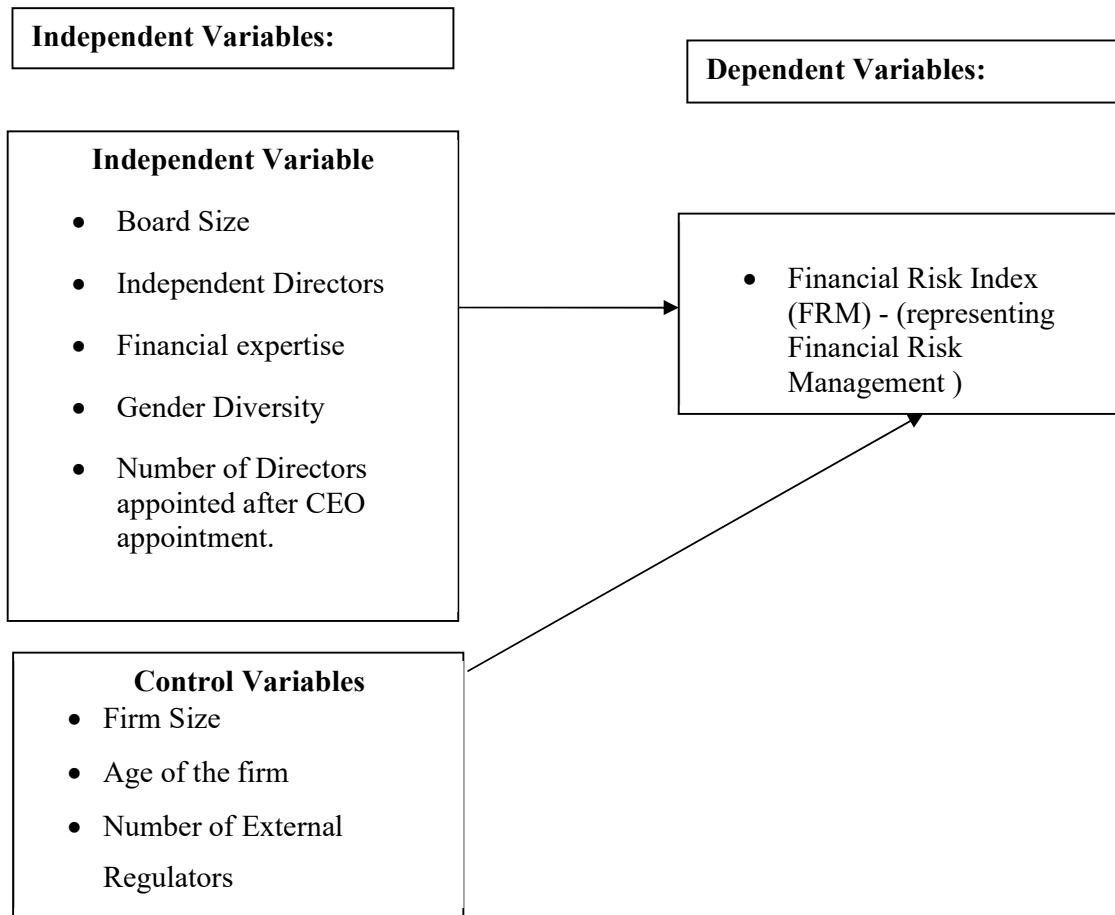 Independent Variables:
Dependent Variables:
Independent Variable
• Board Size
• Independent Directors
• Financial expertise
• Gender Diversity
• Number of Directors
appointed after CEO
appointment.
• Financial Risk Index
(FRM) - (representing
Financial Risk
Management )
Control Variables
• Firm Size
• Age of the firm
• Number of External
Regulators